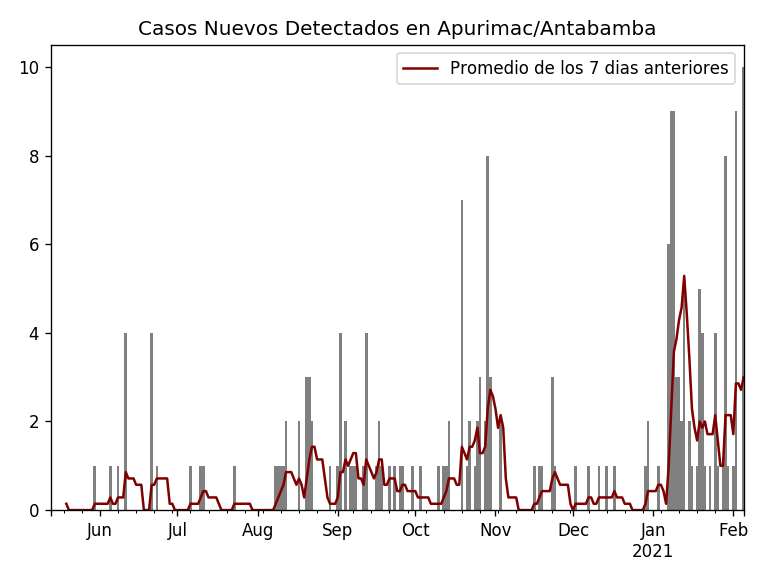 Casos Nuevos Detectados en Apurimac/Antabamba
Promedio de los 7 dias anteriores
10
8
6
4
2
0
Jun Jul Aug Sep Oct Nov Dec Jan Feb
2021